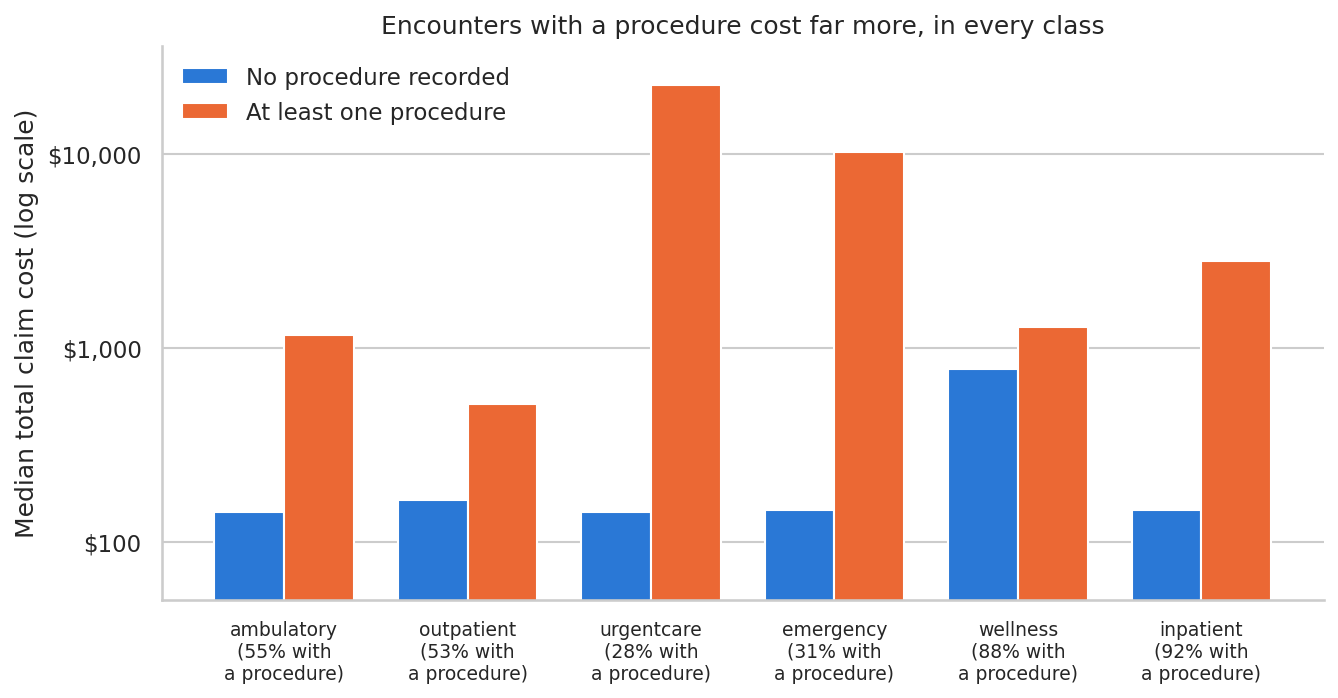 Encounters with a procedure cost far more, in every class
No procedure recorded
At least one procedure
Median total claim cost (log scale)
$10,000
$1,000
$100
ambulatory
(55% with
a procedure)
outpatient
(53% with
a procedure)
urgentcare
(28% with
a procedure)
emergency
(31% with
a procedure)
wellness
(88% with
a procedure)
inpatient
(92% with
a procedure)